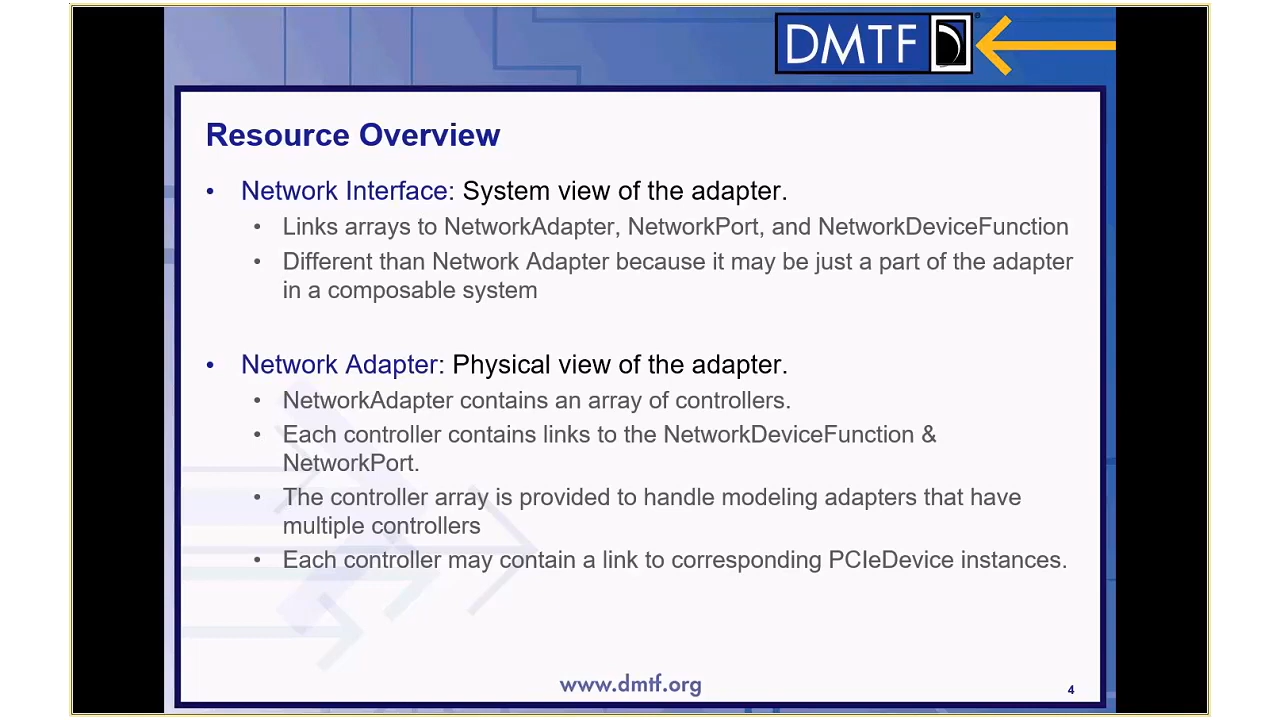 DMTF
Resource Overview
• Network Interface: System view of the adapter.
• Links arrays to NetworkAdapter, NetworkPort, and NetworkDeviceFunction
• Different than Network Adapter because it may be just a part of the adapter
in a composable system
• Network Adapter: Physical view of the adapter.
• NetworkAdapter contains an array of controllers.
• Each controller contains links to the NetworkDeviceFunction &
NetworkPort.
• The controller array is provided to handle modeling adapters that have
multiple controllers
• Each controller may contain a link to corresponding PCIeDevice instances.
www.dmtf.org
4